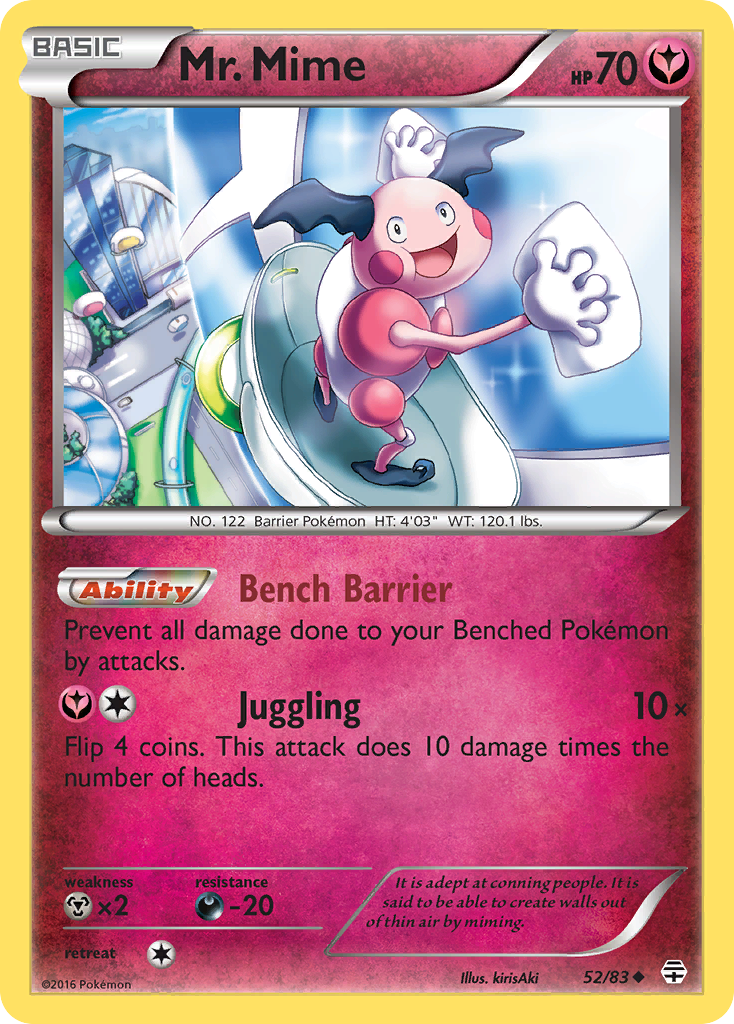 BASIC
Mr. Mime
HP 70
NO. 122 Barrier Pokémon HT: 4'03" WT: 120.1 lbs.
Ability Bench Barrier
Prevent all damage done to your Benched Pokémon
by attacks.
Juggling 10×
Flip 4 coins. This attack does 10 damage times the
number of heads.
weakness
×2
resistance
-20
retreat
It is adept at conning people. It is
said to be able to create walls out
of thin air by miming.
©2016 Pokémon
Illus. kirisAki
52/83